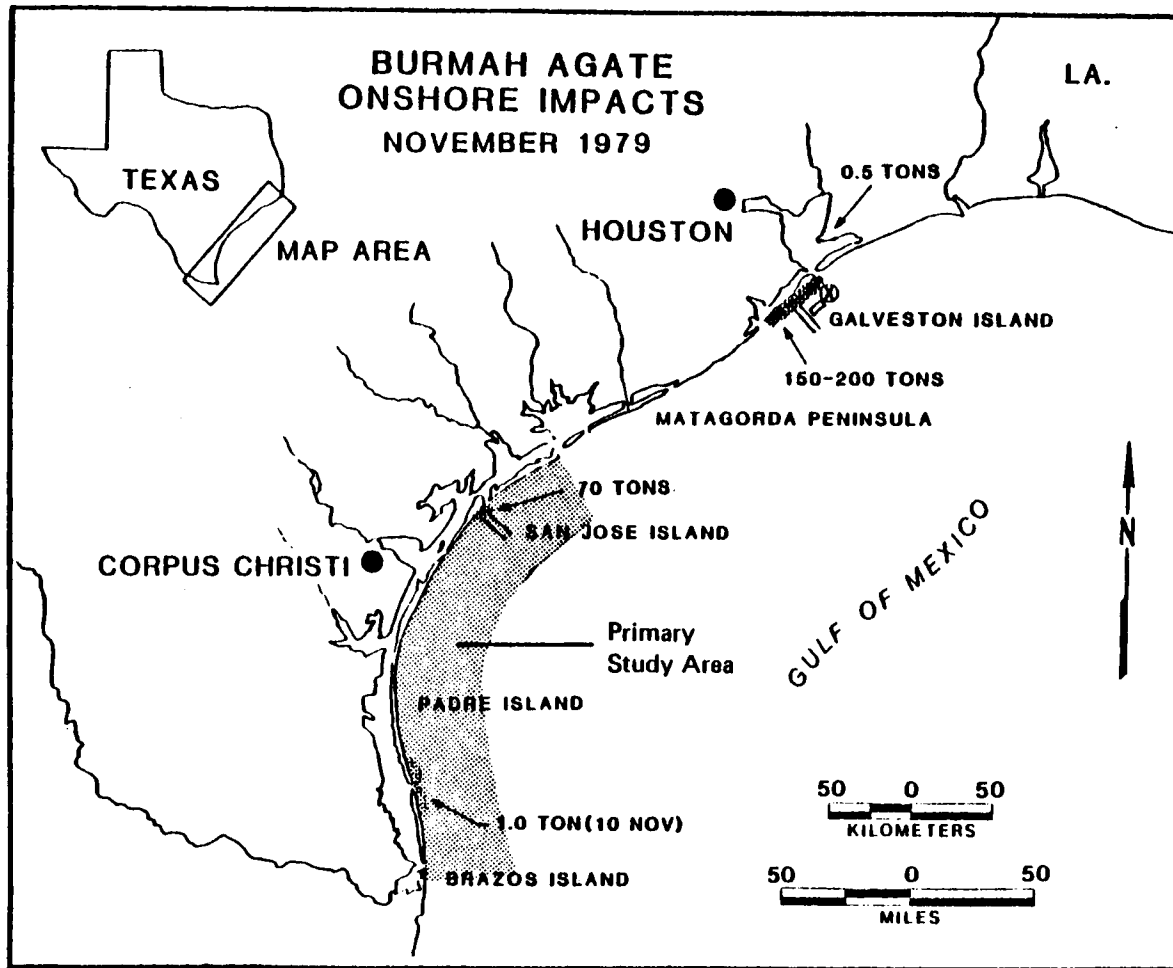 BURMAH AGATE
ONSHORE IMPACTS
NOVEMBER 1979
LA.
TEXAS
MAP AREA
0.5 TONS
HOUSTON
GALVESTON ISLAND
150-200 TONS
MATAGORDA PENINSULA
70 TONS
SAN JOSE ISLAND
CORPUS CHRISTI
N
GULF OF MEXICO
Primary
Study Area
PADRE ISLAND
1.0 TON (10 NOV)
BRAZOS ISLAND
50 0 50
KILOMETERS
50 0 50
MILES